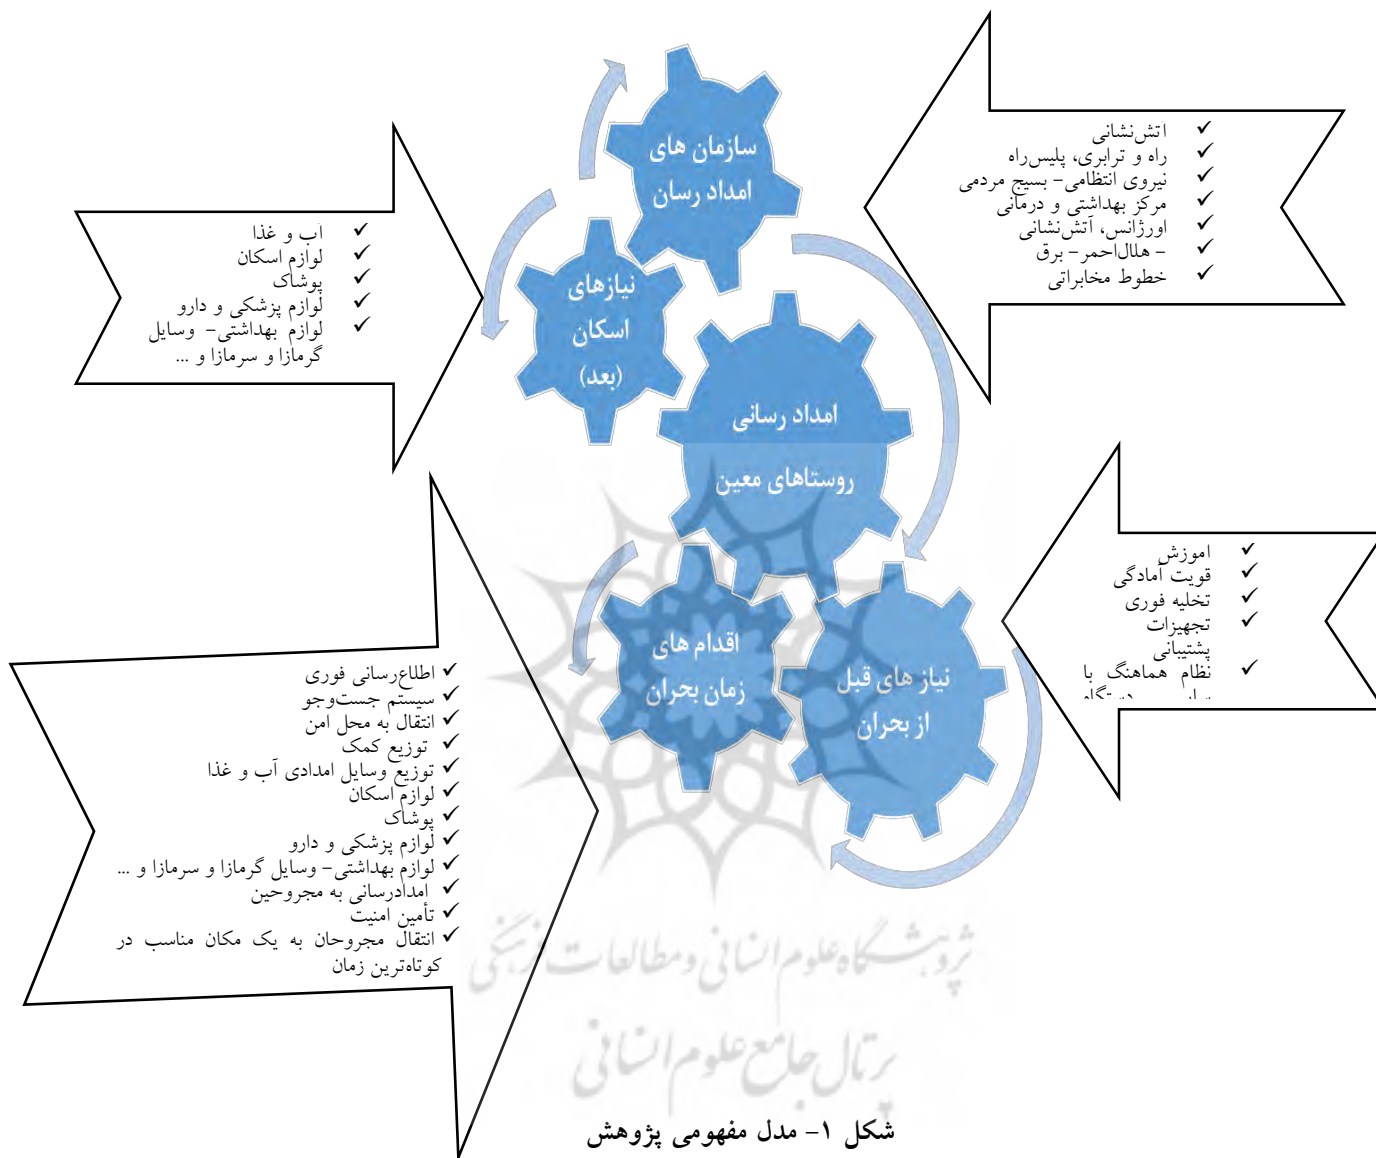 سازمان های
امداد رسان
نیازهای
اسکان
(بعد)
امداد رسانی
روستاهای معین
اقدام های
زمان بحران
نیاز های قبل
از بحران
✓ آتش‌نشانی
✓ راه و ترابری، پلیس‌راه
✓ نیروی انتظامی- بسیج مردمی
✓ مرکز بهداشتی و درمانی
✓ اورژانس، آتش‌نشانی
✓ - هلال‌احمر- برق
✓ خطوط مخابراتی
✓ آب و غذا
✓ لوازم اسکان
✓ پوشاک
✓ لوازم پزشکی و دارو
✓ لوازم بهداشتی- وسایل
گرمازا و سرمازا و ...
✓ آموزش
✓ قویت آمادگی
✓ تخلیه فوری
✓ تجهیزات
پشتیبانی
✓ نظام هماهنگ با
سایر دستگاه
✓ اطلاع‌رسانی فوری
✓ سیستم جست‌وجو
✓ انتقال به محل امن
✓ توزیع کمک
✓ توزیع وسایل امدادی آب و غذا
✓ لوازم اسکان
✓ پوشاک
✓ لوازم پزشکی و دارو
✓ لوازم بهداشتی- وسایل گرمازا و سرمازا و ...
✓ امدادرسانی به مجروحین
✓ تأمین امنیت
✓ انتقال مجروحان به یک مکان مناسب در
کوتاه‌ترین زمان
پژوهشگاه علوم انسانی و مطالعات فرهنگی
پرتال جامع علوم انسانی
شکل ۱- مدل مفهومی پژوهش